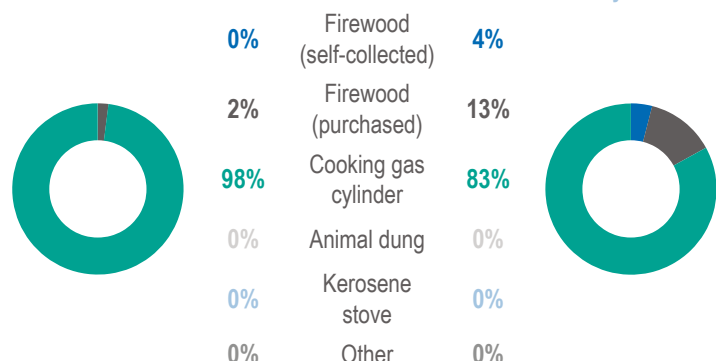 0% Firewood (self-collected) 4%
2% Firewood (purchased) 13%
98% Cooking gas cylinder 83%
0% Animal dung 0%
0% Kerosene stove 0%
0% Other 0%